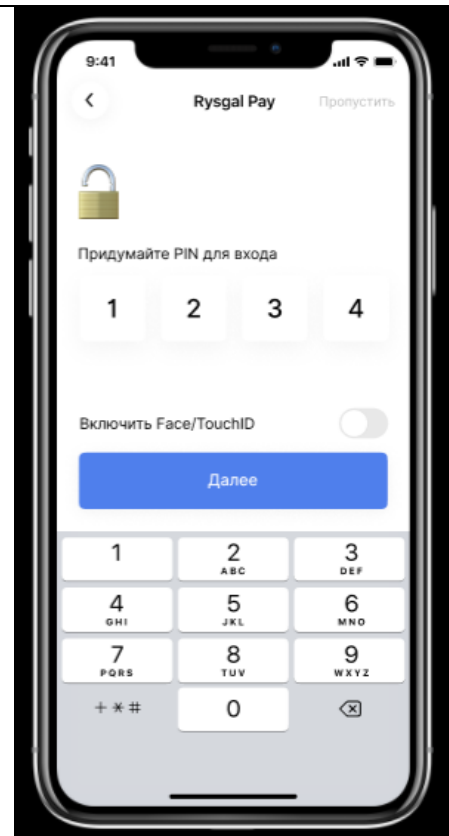 9:41
Rysgal Pay Пропустить
Придумайте PIN для входа
1 2 3 4
Включить Face/TouchID
Далее
1 2 3
ABC DEF
4 5 6
GHI JKL MNO
7 8 9
PQRS TUV WXYZ
+ * # 0